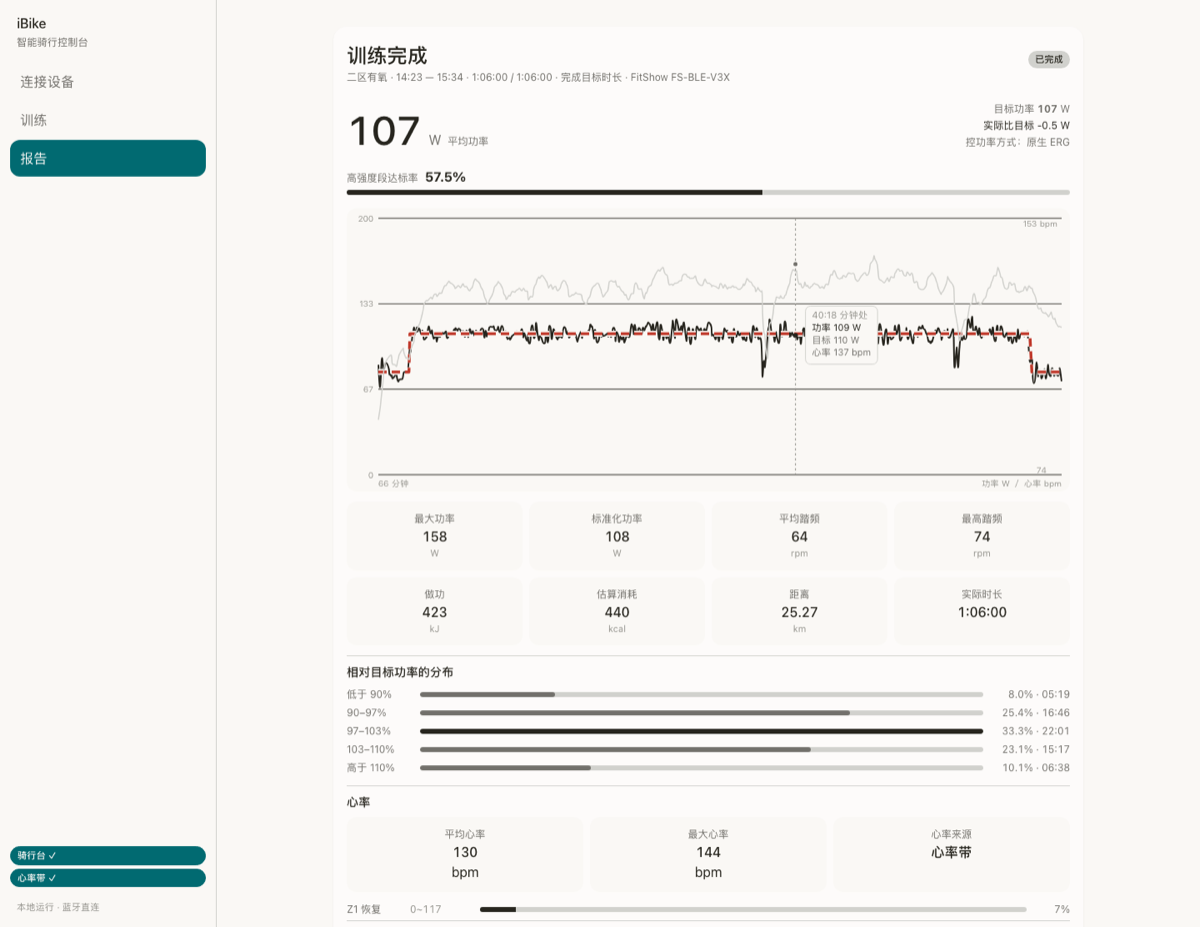 iBike
智能骑行控制台
连接设备
训练
报告
骑行台 ✓
心率带 ✓
本地运行 · 蓝牙直连
训练完成
已完成
二区有氧 · 14:23 — 15:34 · 1:06:00 / 1:06:00 · 完成目标时长 · FitShow FS-BLE-V3X
107 W 平均功率
目标功率 107 W
实际比目标 -0.5 W
控功率方式：原生 ERG
高强度段达标率 57.5%
200
153 bpm
133
40:18 分钟处
功率 109 W
目标 110 W
心率 137 bpm
67
74
0
66 分钟
功率 W / 心率 bpm
最大功率
158
W
标准化功率
108
W
平均踏频
64
rpm
最高踏频
74
rpm
做功
423
kJ
估算消耗
440
kcal
距离
25.27
km
实际时长
1:06:00
相对目标功率的分布
低于 90% 8.0% · 05:19
90–97% 25.4% · 16:46
97–103% 33.3% · 22:01
103–110% 23.1% · 15:17
高于 110% 10.1% · 06:38
心率
平均心率
130
bpm
最大心率
144
bpm
心率来源
心率带
Z1 恢复 0~117 7%